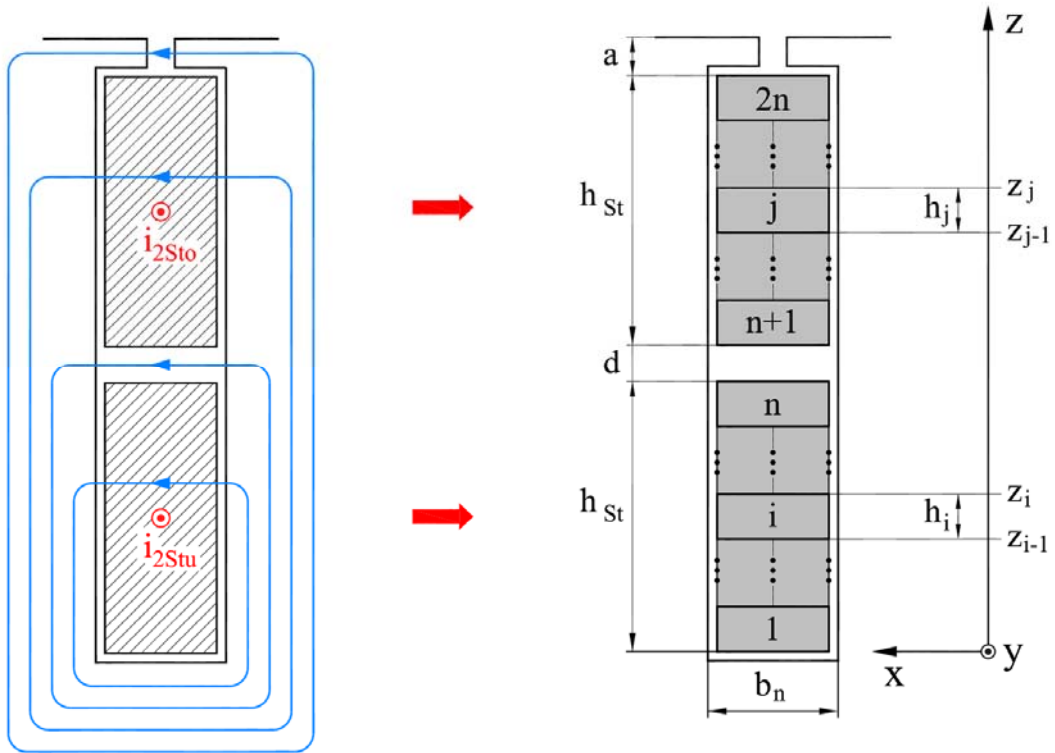 i2Sto
i2Stu
z
a
2n
hSt
zj
j
hj
zj-1
n+1
d
n
hSt
zi
i
hi
zi-1
1
y
x
bn